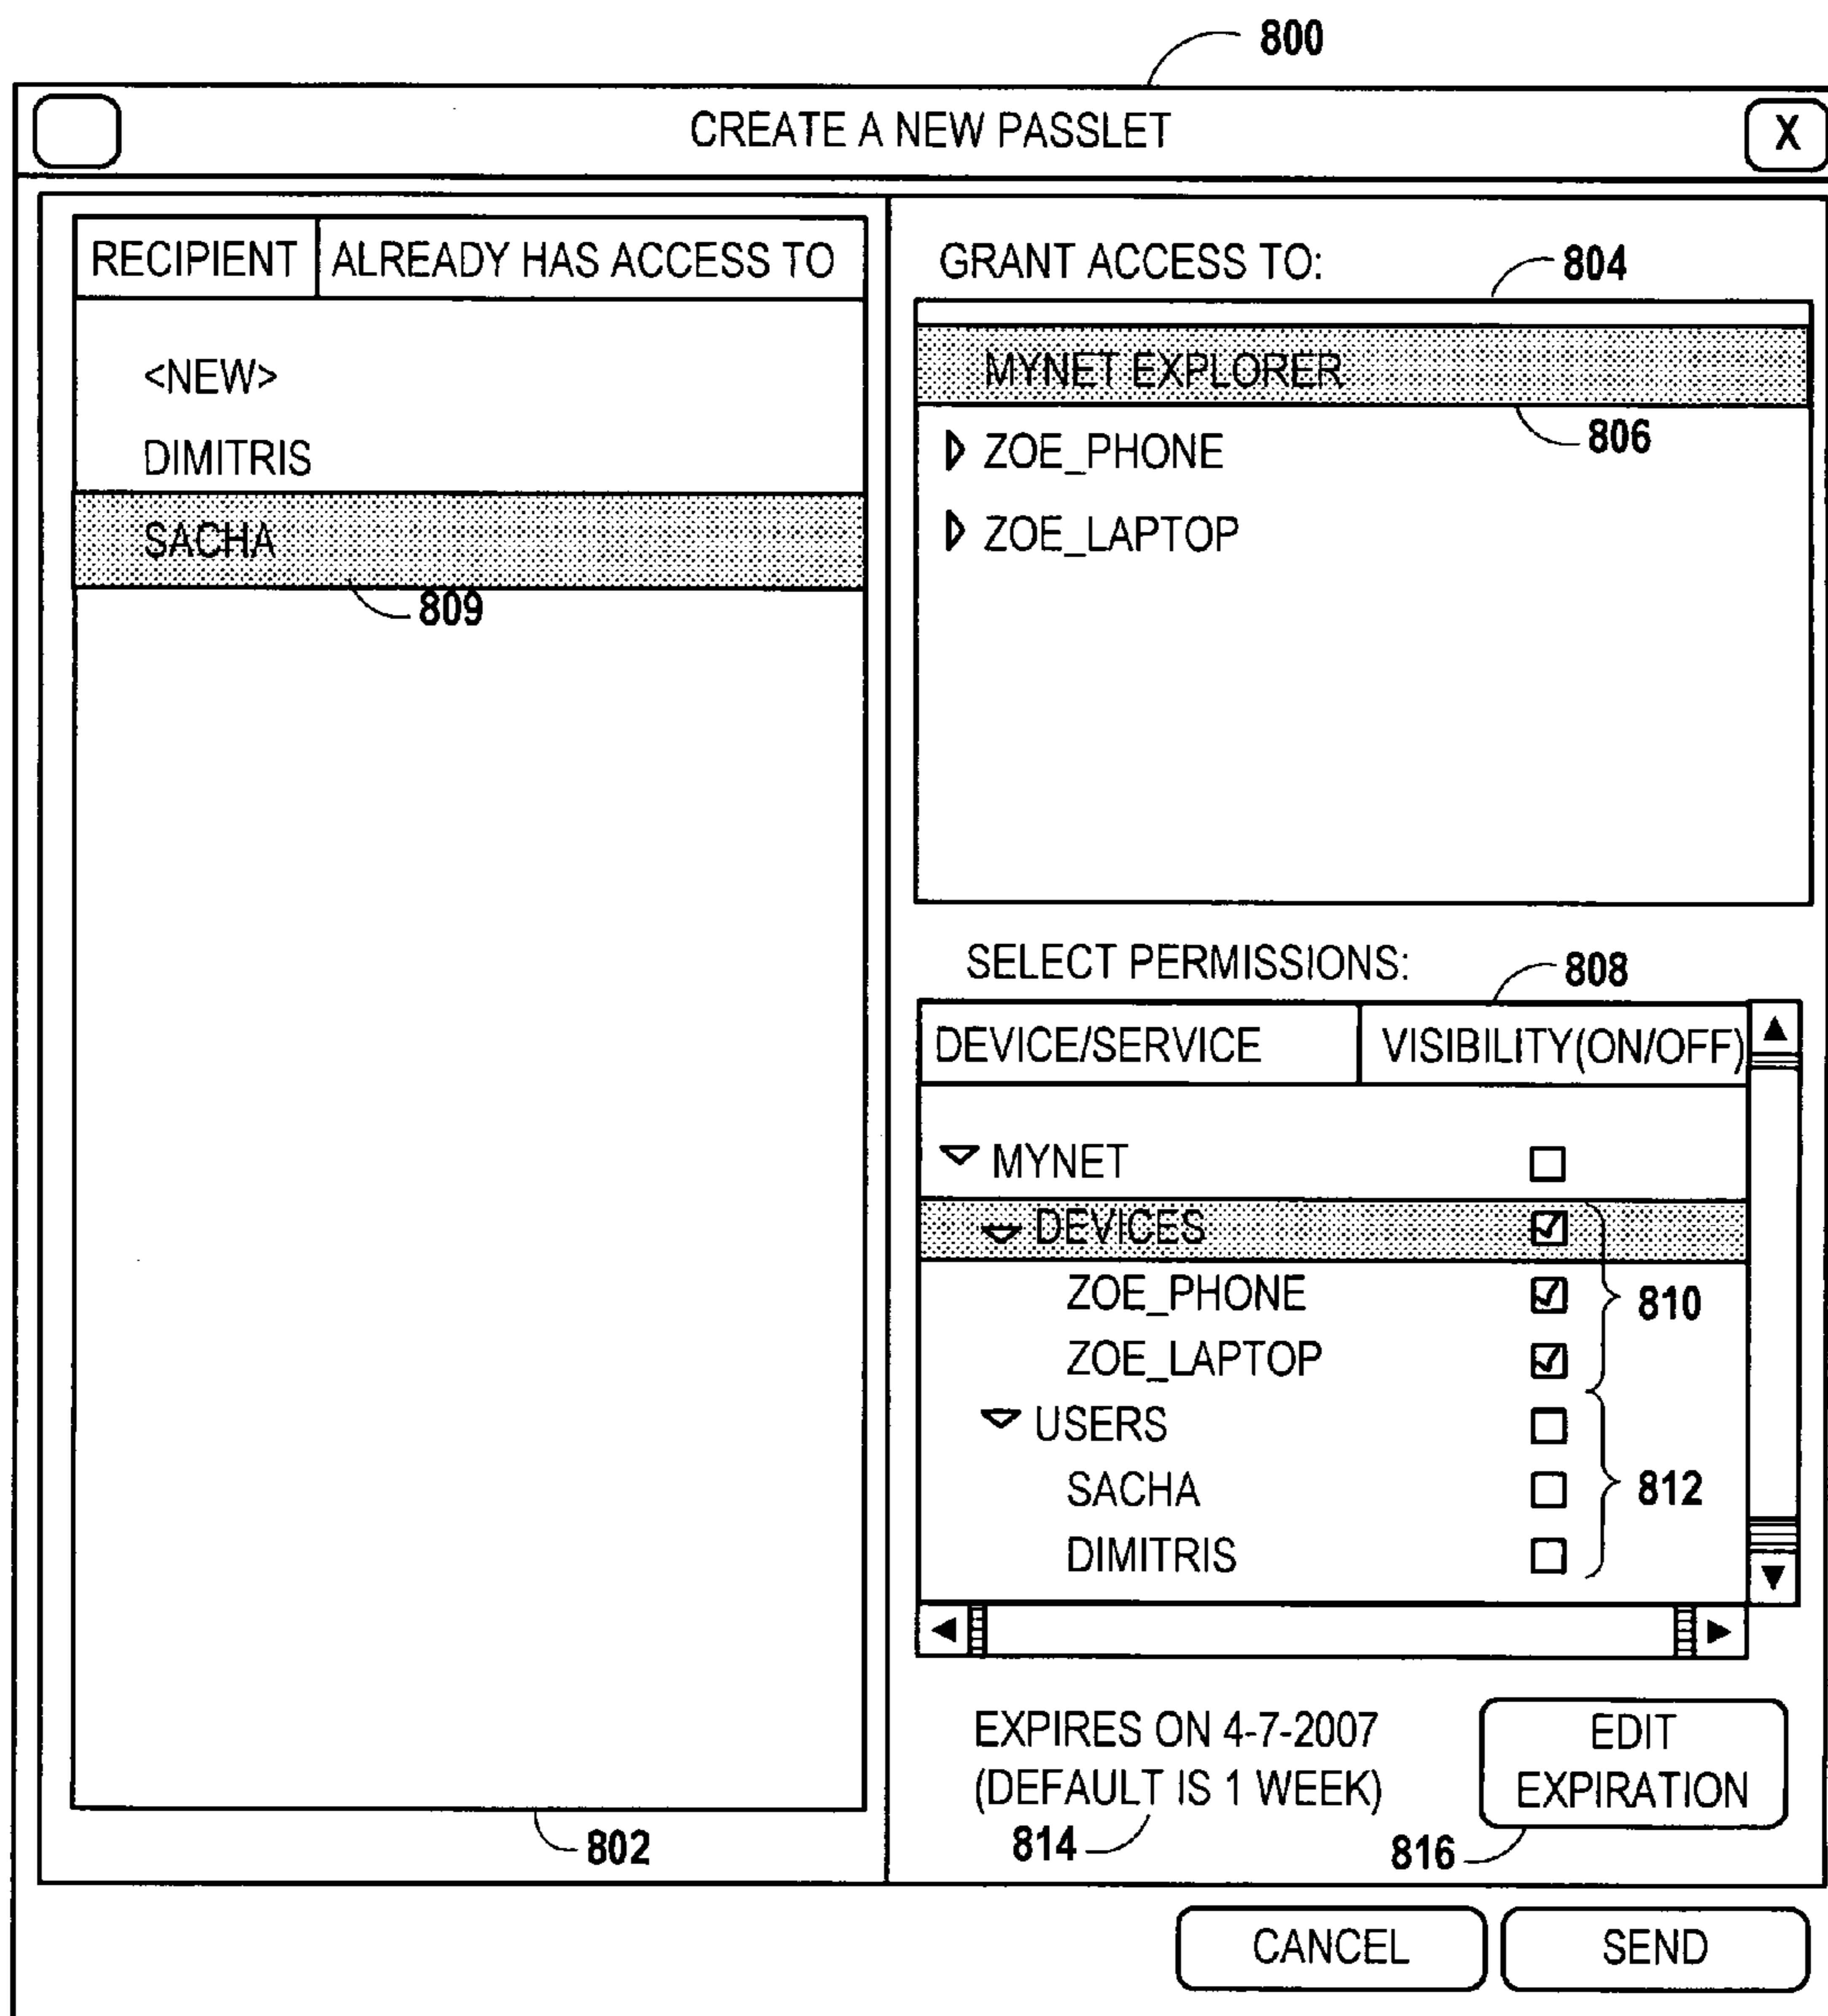 800
CREATE A NEW PASSLET X
RECIPIENT ALREADY HAS ACCESS TO
<NEW>
DIMITRIS
SACHA
809
802
GRANT ACCESS TO: 804
MYNET EXPLORER
806
ZOE_PHONE
ZOE_LAPTOP
SELECT PERMISSIONS: 808
DEVICE/SERVICE VISIBILITY(ON/OFF)
MYNET
DEVICES
ZOE_PHONE 810
ZOE_LAPTOP
USERS
SACHA 812
DIMITRIS
EXPIRES ON 4-7-2007
(DEFAULT IS 1 WEEK)
814
EDIT
EXPIRATION
816
CANCEL SEND